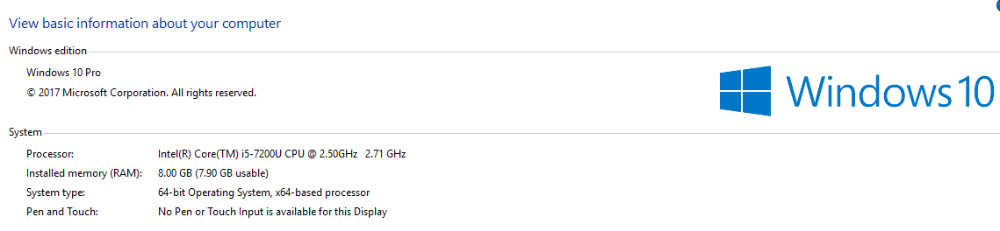 View basic information about your computer
Windows edition
Windows 10 Pro
© 2017 Microsoft Corporation. All rights reserved.
Windows 10
System
Processor: Intel(R) Core(TM) i5-7200U CPU @ 2.50GHz 2.71 GHz
Installed memory (RAM): 8.00 GB (7.90 GB usable)
System type: 64-bit Operating System, x64-based processor
Pen and Touch: No Pen or Touch Input is available for this Display